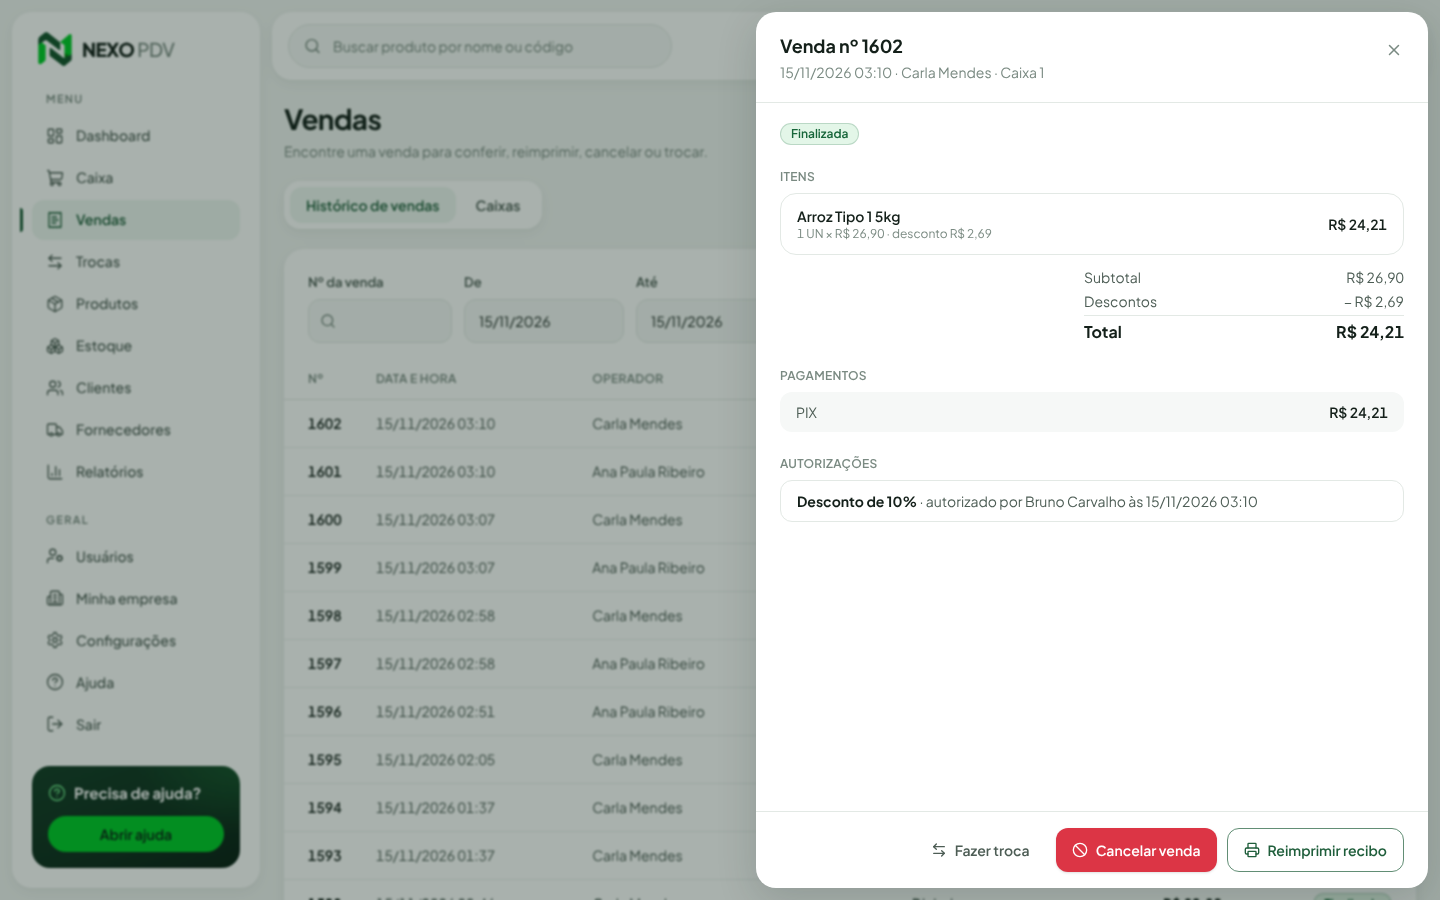 NEXO PDV
MENU
Dashboard
Caixa
Vendas
Trocas
Produtos
Estoque
Clientes
Fornecedores
Relatórios
GERAL
Usuários
Minha empresa
Configurações
Ajuda
Sair
Precisa de ajuda?
Abrir ajuda
Buscar produto por nome ou código
Vendas
Encontre uma venda para conferir, reimprimir, cancelar ou trocar.
Histórico de vendas Caixas
Nº da venda De Até
15/11/2026 15/11/2026
Nº DATA E HORA OPERADOR
1602 15/11/2026 03:10 Carla Mendes
1601 15/11/2026 03:10 Ana Paula Ribeiro
1600 15/11/2026 03:07 Carla Mendes
1599 15/11/2026 03:07 Ana Paula Ribeiro
1598 15/11/2026 02:58 Carla Mendes
1597 15/11/2026 02:58 Ana Paula Ribeiro
1596 15/11/2026 02:51 Ana Paula Ribeiro
1595 15/11/2026 02:05 Carla Mendes
1594 15/11/2026 01:37 Carla Mendes
1593 15/11/2026 01:37 Carla Mendes
Venda nº 1602
15/11/2026 03:10 · Carla Mendes · Caixa 1
Finalizada
ITENS
Arroz Tipo 1 5kg R$ 24,21
1 UN × R$ 26,90 · desconto R$ 2,69
Subtotal R$ 26,90
Descontos – R$ 2,69
Total R$ 24,21
PAGAMENTOS
PIX R$ 24,21
AUTORIZAÇÕES
Desconto de 10% · autorizado por Bruno Carvalho às 15/11/2026 03:10
Fazer troca Cancelar venda Reimprimir recibo